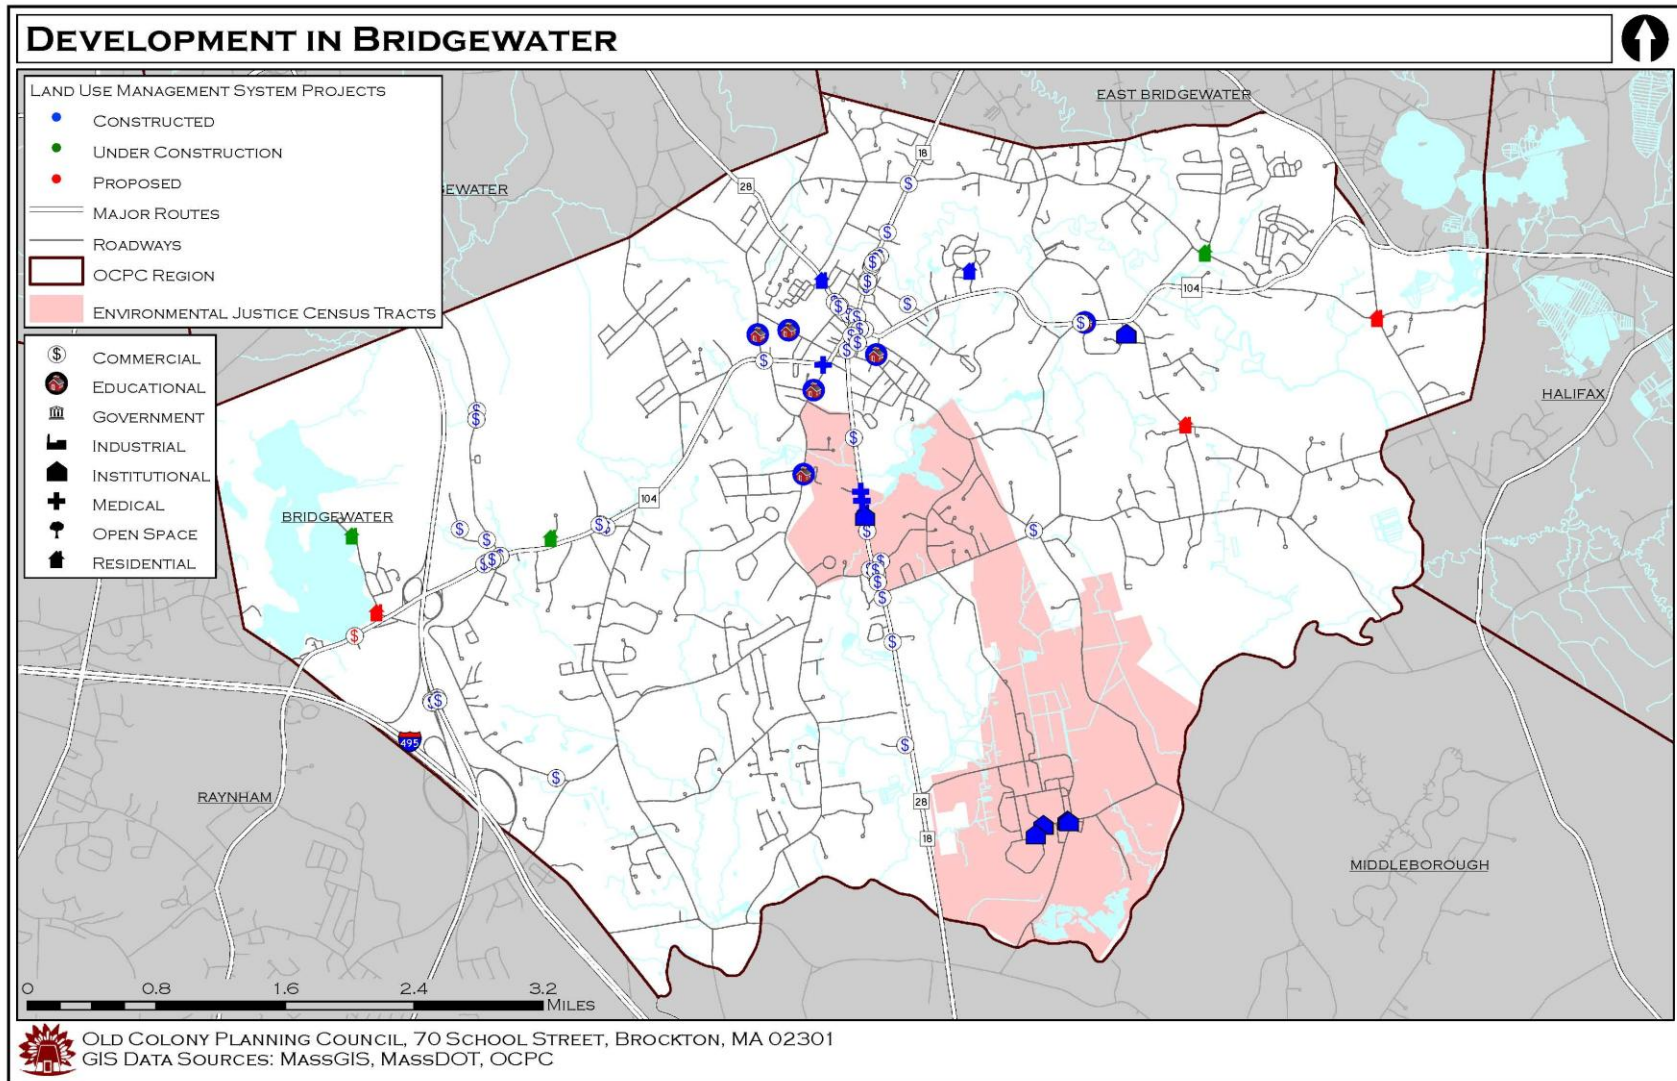 DEVELOPMENT IN BRIDGEWATER
LAND USE MANAGEMENT SYSTEM PROJECTS
CONSTRUCTED
UNDER CONSTRUCTION
PROPOSED
MAJOR ROUTES
ROADWAYS
OCPC REGION
ENVIRONMENTAL JUSTICE CENSUS TRACTS
$ COMMERCIAL
EDUCATIONAL
GOVERNMENT
INDUSTRIAL
INSTITUTIONAL
MEDICAL
OPEN SPACE
RESIDENTIAL
EAST BRIDGEWATER
18
28
GEWATER
104
HALIFAX
104
BRIDGEWATER
495
RAYNHAM
28
18
MIDDLEBOROUGH
0 0.8 1.6 2.4 3.2
MILES
OLD COLONY PLANNING COUNCIL, 70 SCHOOL STREET, BROCKTON, MA 02301
GIS DATA SOURCES: MASSGIS, MASSDOT, OCPC